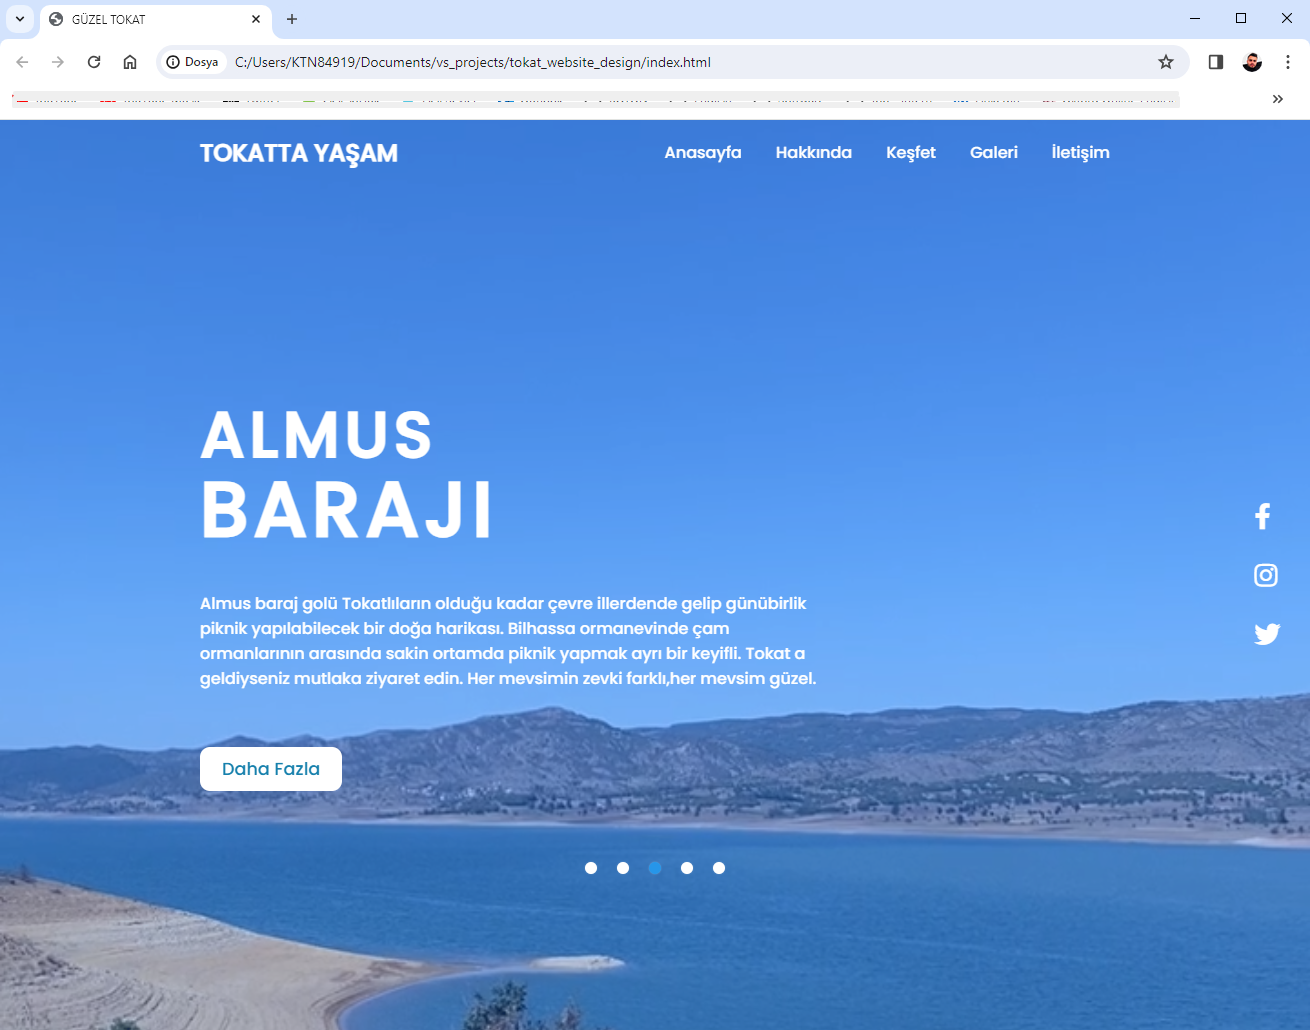 GÜZEL TOKAT
Dosya
C:/Users/KTN84919/Documents/vs_projects/tokat_website_design/index.html
TOKATTA YAŞAM
Anasayfa Hakkında Keşfet Galeri İletişim
ALMUS
BARAJI
Almus baraj golü Tokatlıların olduğu kadar çevre illerdende gelip günübirlik
piknik yapılabilecek bir doğa harikası. Bilhassa ormanevinde çam
ormanlarının arasında sakin ortamda piknik yapmak ayrı bir keyifli. Tokat a
geldiyseniz mutlaka ziyaret edin. Her mevsimin zevki farklı,her mevsim güzel.
Daha Fazla